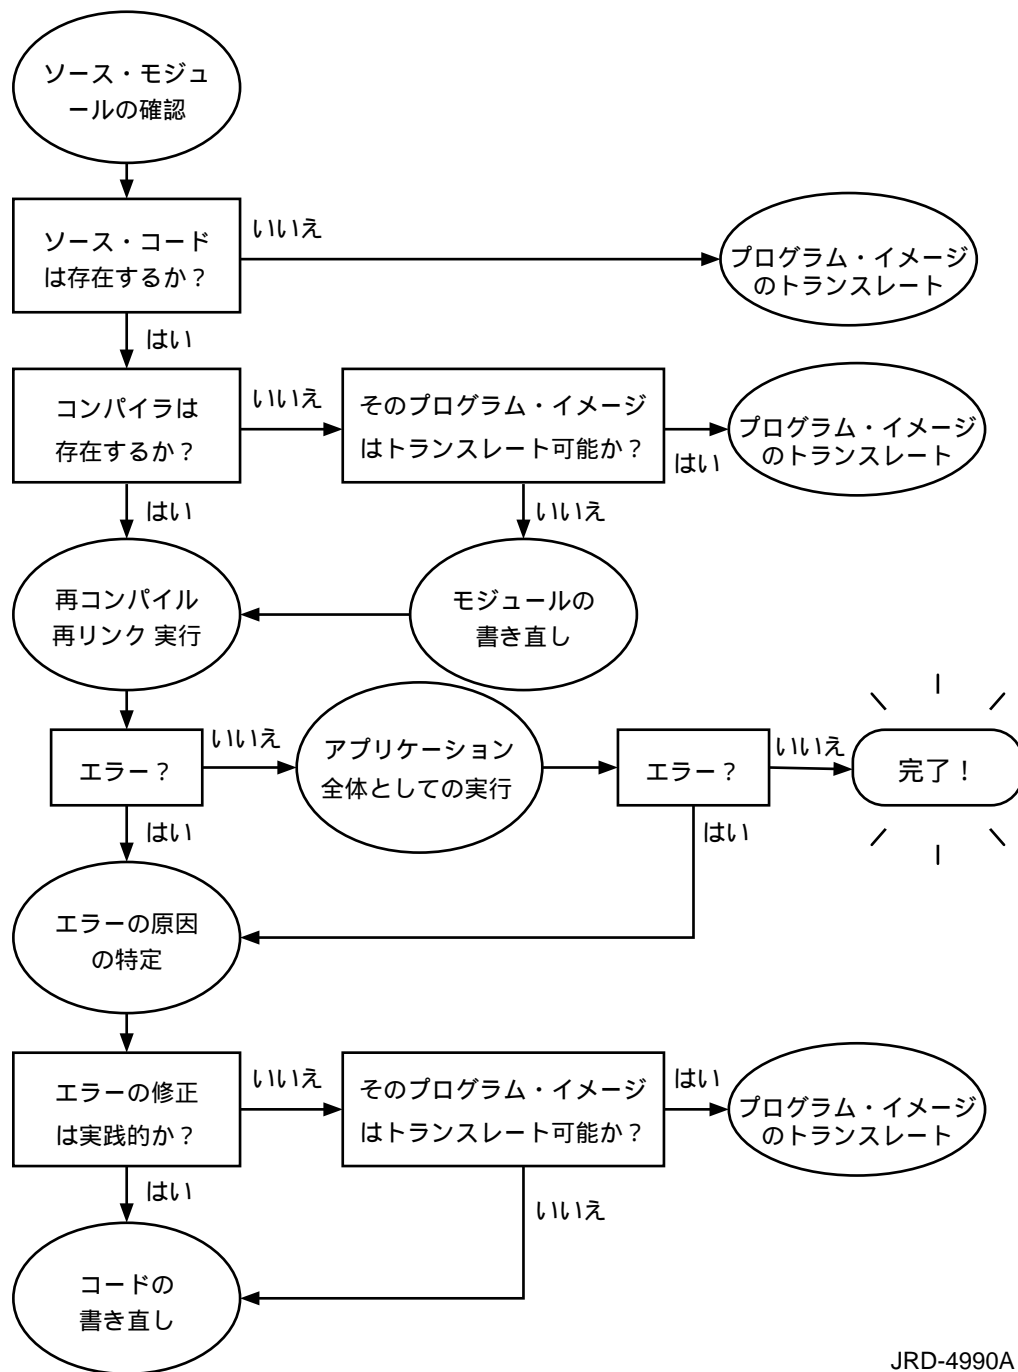 ソース・モジュ
ールの確認
ソース・コード
は存在するか？
いいえ
プログラム・イメージ
のトランスレート
はい
コンパイラは
存在するか？
いいえ
そのプログラム・イメージ
はトランスレート可能か？
はい
プログラム・イメージ
のトランスレート
はい
いいえ
再コンパイル
再リンク 実行
モジュールの
書き直し
エラー？
いいえ
アプリケーション
全体としての実行
エラー？
いいえ
完了！
はい
はい
エラーの原因
の特定
エラーの修正
は実践的か？
いいえ
そのプログラム・イメージ
はトランスレート可能か？
はい
プログラム・イメージ
のトランスレート
はい
いいえ
コードの
書き直し
JRD-4990A